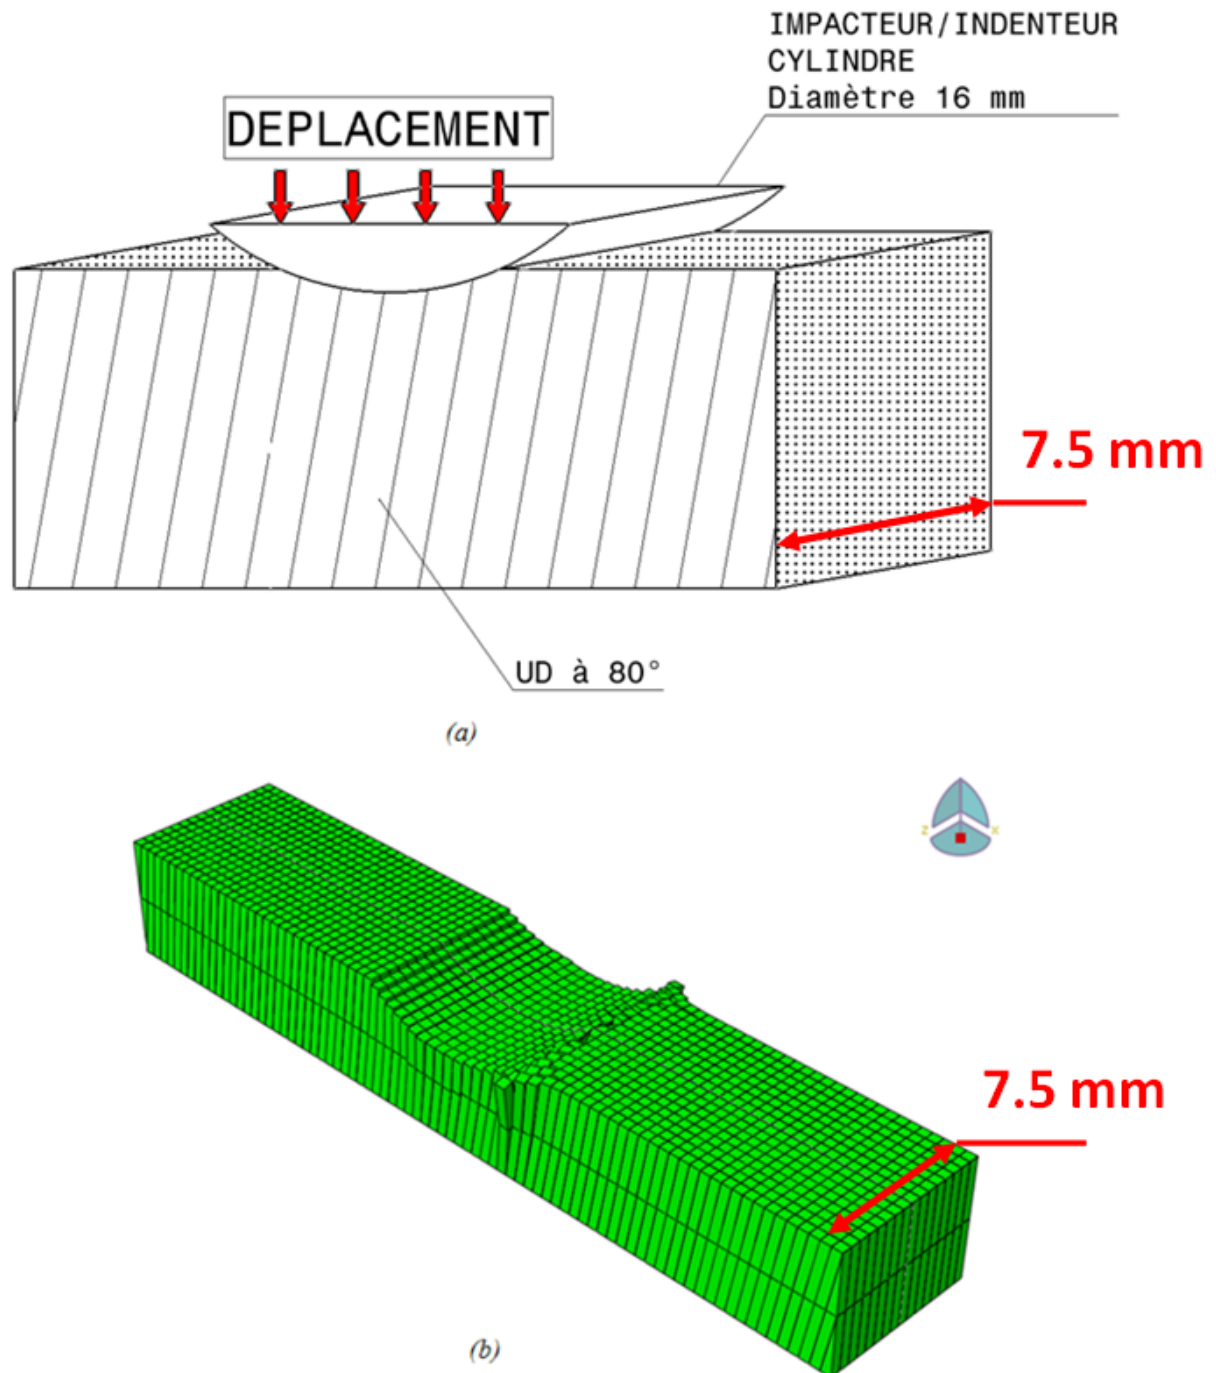 IMPACTEUR/INDENTEUR
CYLINDRE
Diamètre 16 mm
DEPLACEMENT
7.5 mm
UD à 80°
(a)
z
x
7.5 mm
(b)